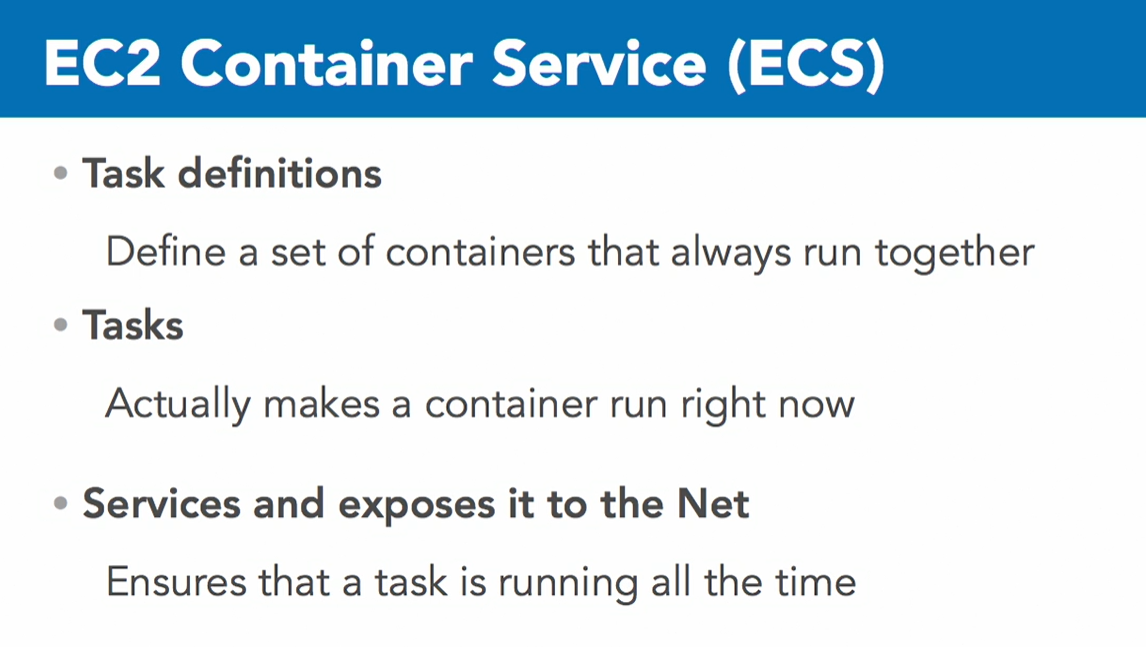 EC2 Container Service (ECS)
• Task definitions
Define a set of containers that always run together
• Tasks
Actually makes a container run right now
• Services and exposes it to the Net
Ensures that a task is running all the time